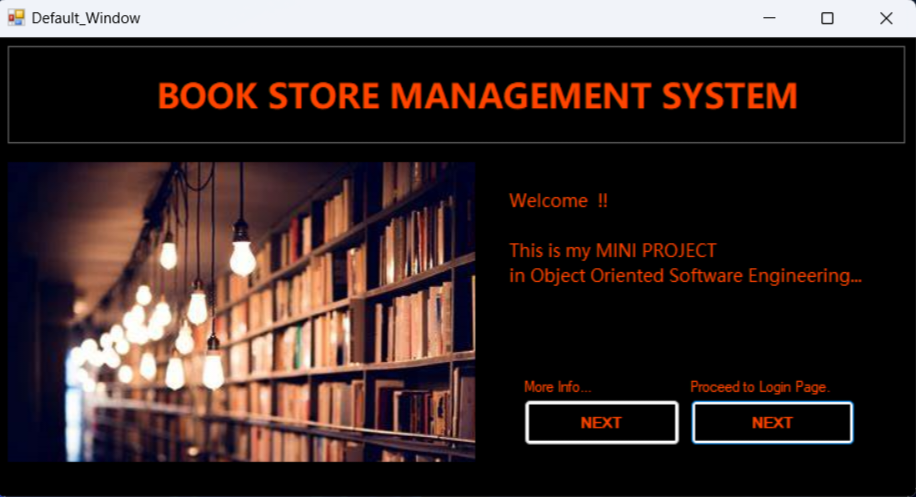 Default_Window
BOOK STORE MANAGEMENT SYSTEM
Welcome !!
This is my MINI PROJECT
in Object Oriented Software Engineering...
More Info...
Proceed to Login Page.
NEXT
NEXT